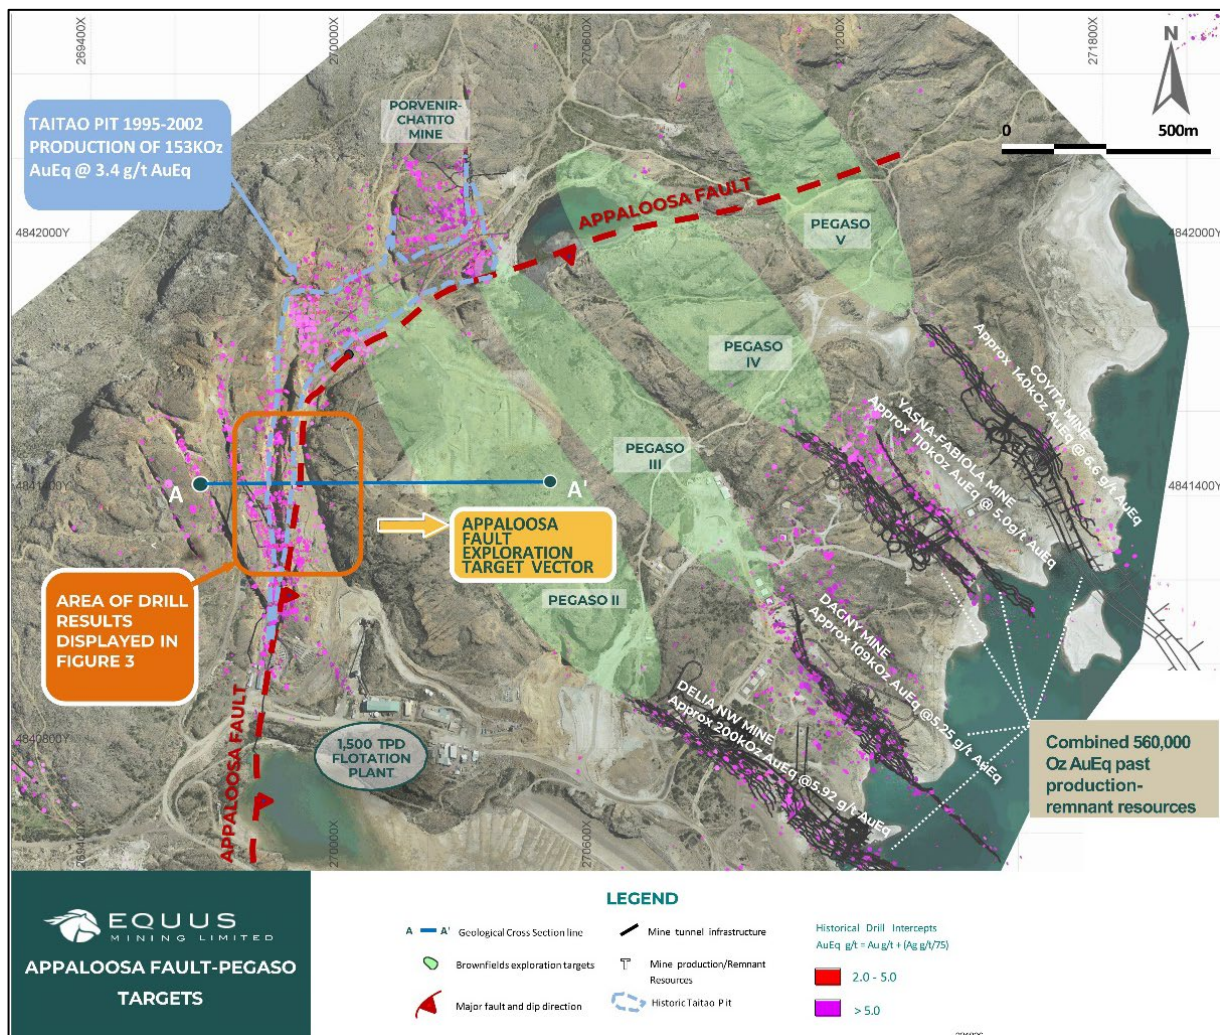 269400X
270000X
270600X
271200X
271800X
N
0 500m
TAITAO PIT 1995-2002
PRODUCTION OF 153KOz
AuEq @ 3.4 g/t AuEq
PORVENIR-
CHATITO
MINE
APPALOOSA FAULT
4842000Y
4842000Y
PEGASO
V
PEGASO
IV
PEGASO
III
PEGASO II
COYITA MINE
Approx 140kOz AuEq @ 6.6 g/t AuEq
YASNA-FABIOLA MINE
Approx 110kOz AuEq @ 5.0g/t AuEq
DAGNY MINE
Approx 109kOz AuEq @5.25 g/t AuEq
DELIA NW MINE
Approx 200kOz AuEq @5.92 g/t AuEq
4841400Y
A
A'
APPALOOSA
FAULT
EXPLORATION
TARGET VECTOR
AREA OF DRILL
RESULTS
DISPLAYED IN
FIGURE 3
APPALOOSA FAULT
4840800Y
1,500 TPD
FLOTATION
PLANT
Combined 560,000
Oz AuEq past
production-
remnant resources
270000X
270600X
EQUUS
MINING LIMITED
APPALOOSA FAULT-PEGASO
TARGETS
LEGEND
A A' Geological Cross Section line
Brownfields exploration targets
Major fault and dip direction
Mine tunnel infrastructure
Mine production/Remnant
Resources
Historic Taitao Pit
Historical Drill Intercepts
AuEq g/t = Au g/t + (Ag g/t/75)
2.0 - 5.0
> 5.0